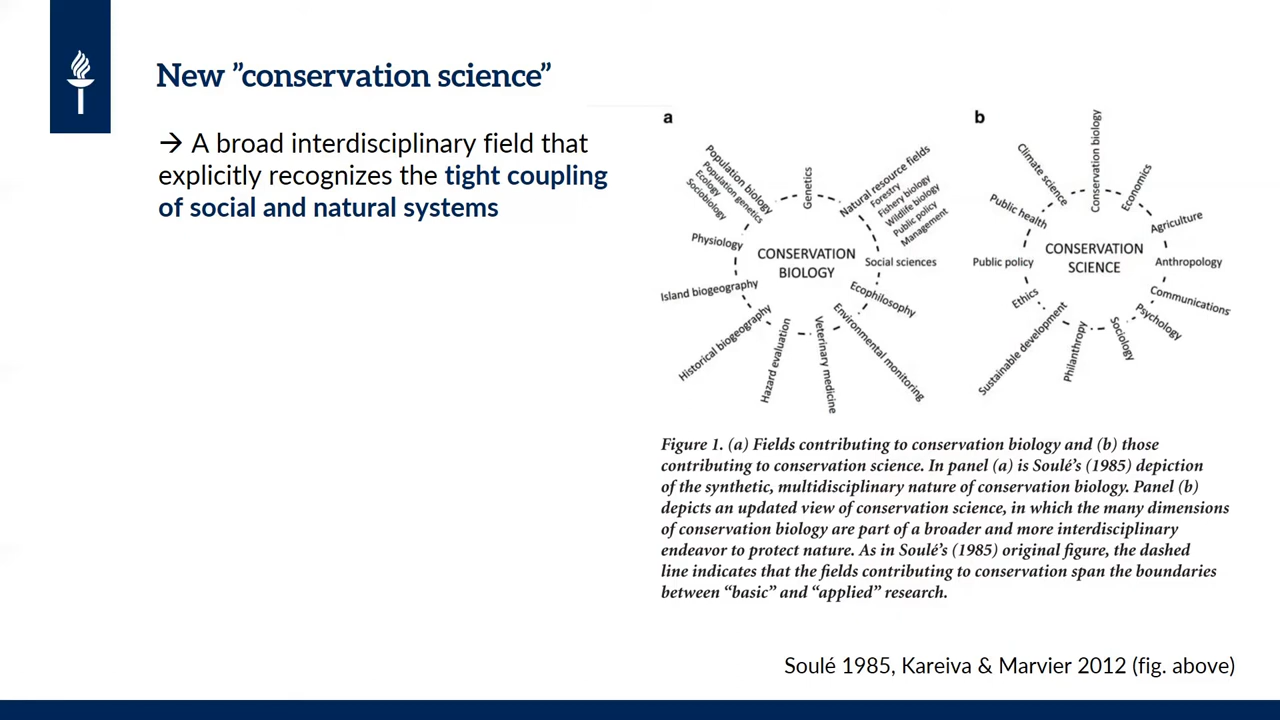 New ”conservation science”
→ A broad interdisciplinary field that
explicitly recognizes the tight coupling
of social and natural systems
a
Population biology
Population genetics
Ecology
Sociobiology
Genetics
Natural resource fields
Forestry
Fishery biology
Wildlife biology
Public policy
Management
Physiology
CONSERVATION
BIOLOGY
Social sciences
Island biogeography
Ecophilosophy
Historical biogeography
Hazard evaluation
Veterinary medicine
Environmental monitoring
b
Climate science
Conservation biology
Economics
Public health
Agriculture
Public policy
CONSERVATION
SCIENCE
Anthropology
Ethics
Communications
Sustainable development
Philanthropy
Sociology
Psychology
Figure 1. (a) Fields contributing to conservation biology and (b) those
contributing to conservation science. In panel (a) is Soulé’s (1985) depiction
of the synthetic, multidisciplinary nature of conservation biology. Panel (b)
depicts an updated view of conservation science, in which the many dimensions
of conservation biology are part of a broader and more interdisciplinary
endeavor to protect nature. As in Soulé’s (1985) original figure, the dashed
line indicates that the fields contributing to conservation span the boundaries
between “basic” and “applied” research.
Soulé 1985, Kareiva & Marvier 2012 (fig. above)